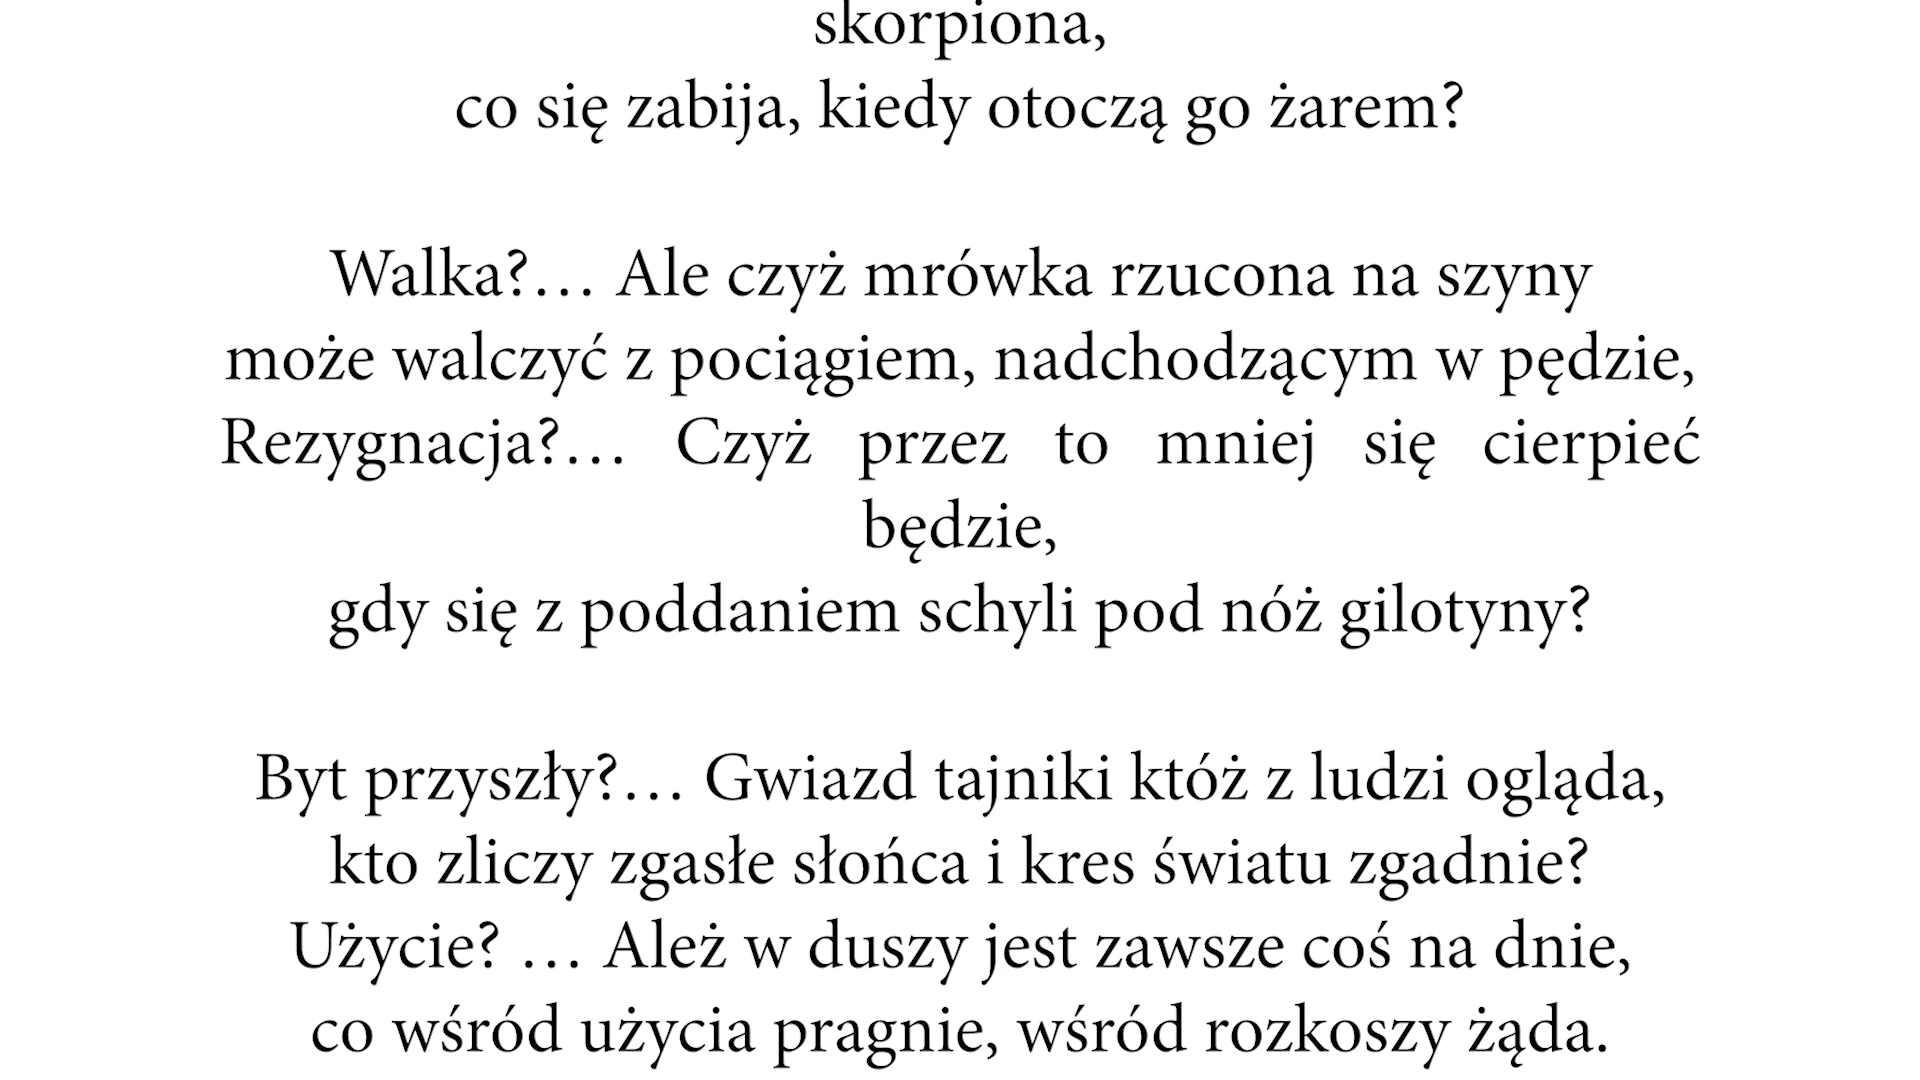 skorpiona,
co się zabija, kiedy otoczą go żarem?
Walka?… Ale czyż mrówka rzucona na szyny
może walczyć z pociągiem, nadchodzącym w pędzie,
Rezygnacja?… Czyż przez to mniej się cierpieć
będzie,
gdy się z poddaniem schyli pod nóż gilotyny?
Byt przyszły?… Gwiazd tajniki któż z ludzi ogląda,
kto zliczy zgasłe słońca i kres światu zgadnie?
Użycie? … Ależ w duszy jest zawsze coś na dnie,
co wśród użycia pragnie, wśród rozkoszy żąda.